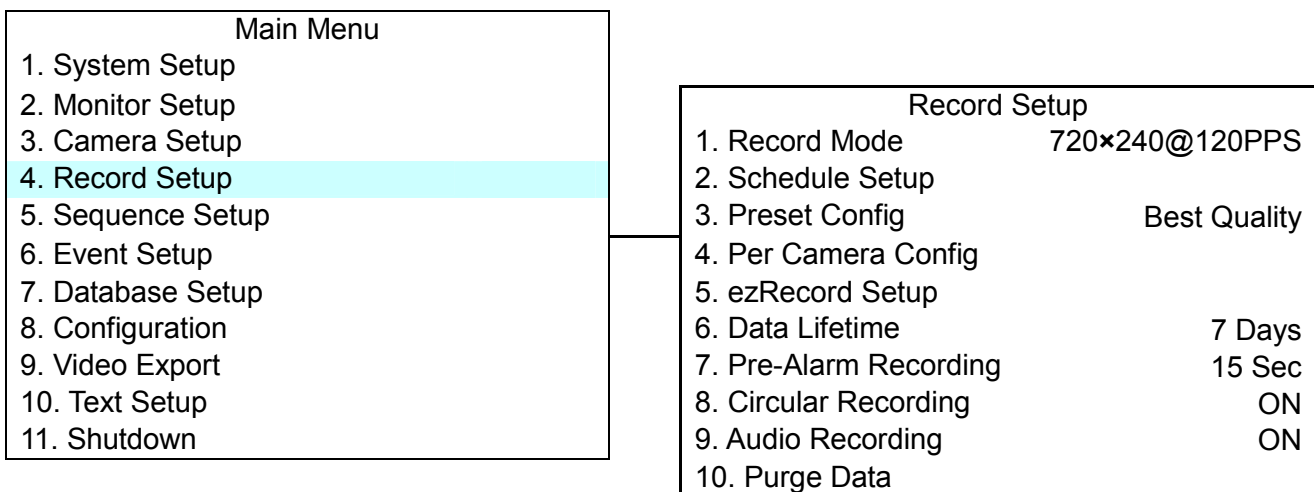 Main Menu
1. System Setup
2. Monitor Setup
3. Camera Setup
4. Record Setup
5. Sequence Setup
6. Event Setup
7. Database Setup
8. Configuration
9. Video Export
10. Text Setup
11. Shutdown
Record Setup
1. Record Mode 720×240@120PPS
2. Schedule Setup
3. Preset Config Best Quality
4. Per Camera Config
5. ezRecord Setup
6. Data Lifetime 7 Days
7. Pre-Alarm Recording 15 Sec
8. Circular Recording ON
9. Audio Recording ON
10. Purge Data